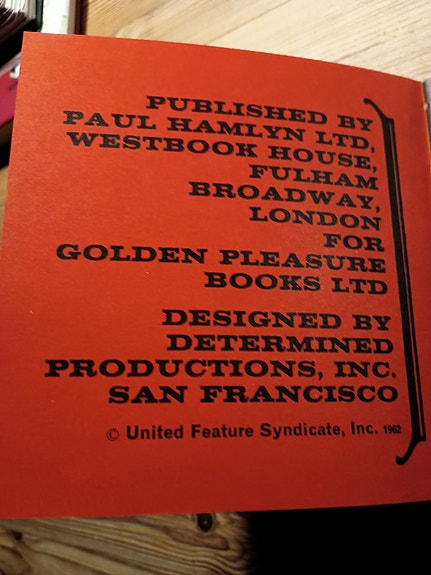 PUBLISHED BY
PAUL HAMLYN LTD,
WESTBOOK HOUSE,
FULHAM
BROADWAY,
LONDON
FOR
GOLDEN PLEASURE
BOOKS LTD
DESIGNED BY
DETERMINED
PRODUCTIONS, INC.
SAN FRANCISCO
© United Feature Syndicate, Inc. 1962